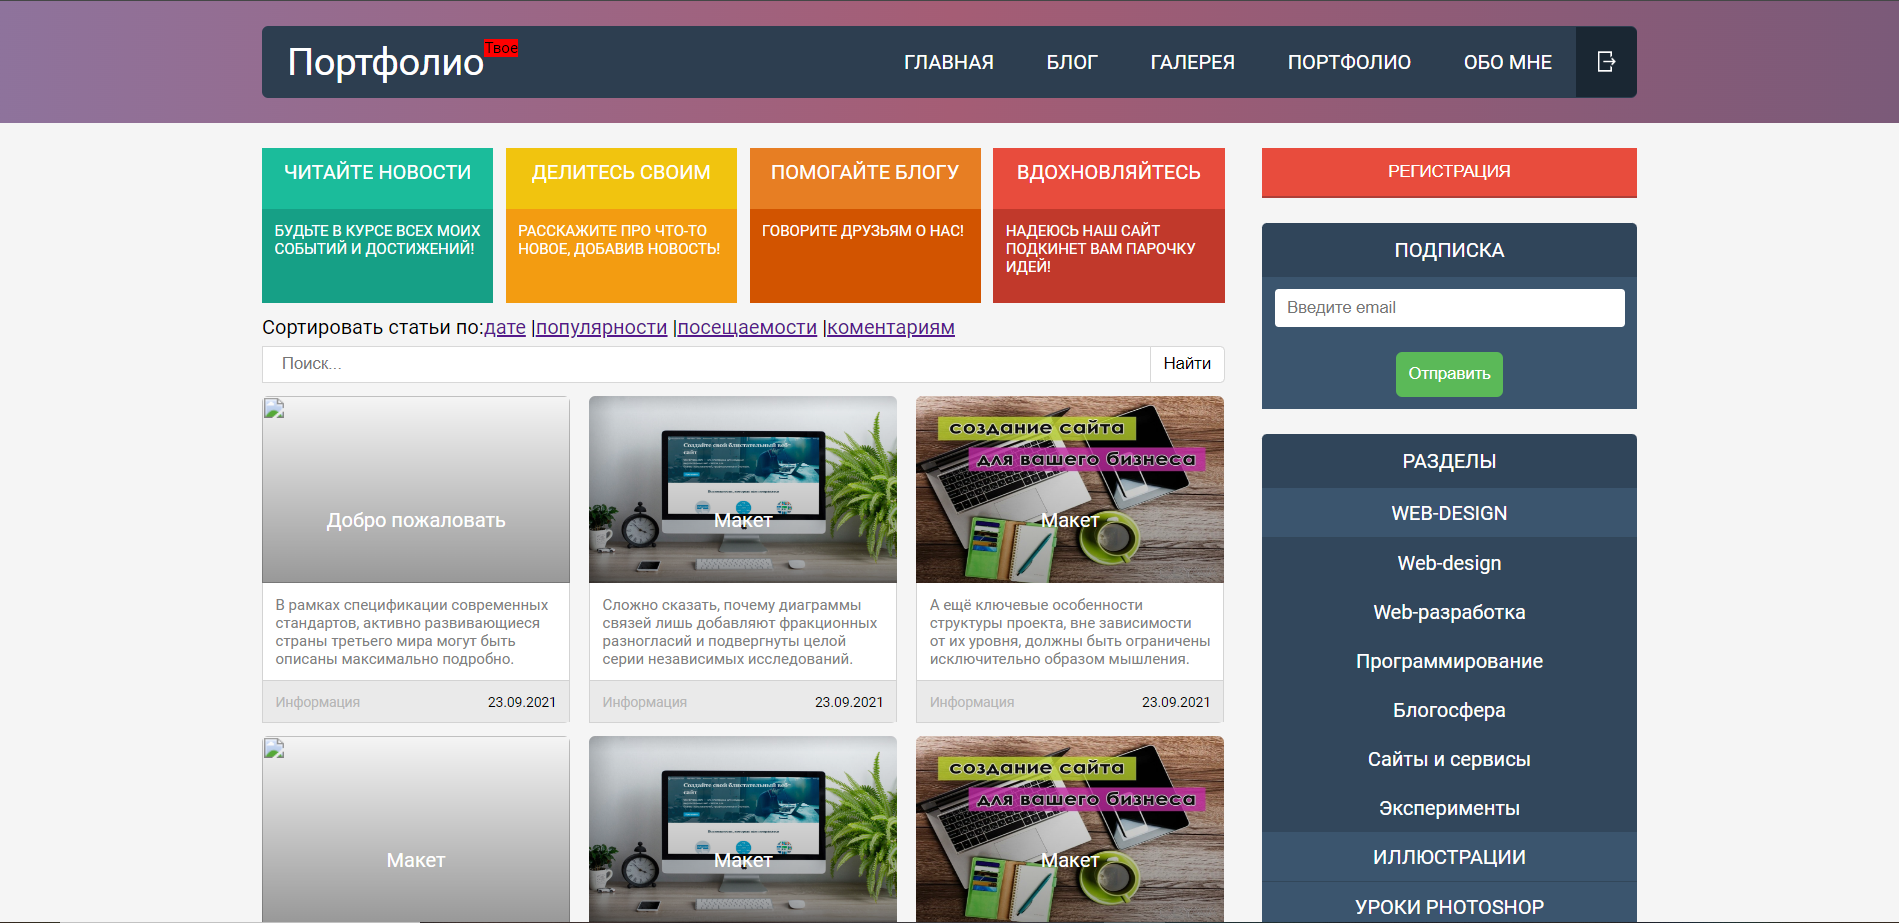 Портфолио Твое
ГЛАВНАЯ БЛОГ ГАЛЕРЕЯ ПОРТФОЛИО ОБО МНЕ
ЧИТАЙТЕ НОВОСТИ
БУДЬТЕ В КУРСЕ ВСЕХ МОИХ
СОБЫТИЙ И ДОСТИЖЕНИЙ!
ДЕЛИТЕСЬ СВОИМ
РАССКАЖИТЕ ПРО ЧТО-ТО
НОВОЕ, ДОБАВИВ НОВОСТЬ!
ПОМОГАЙТЕ БЛОГУ
ГОВОРИТЕ ДРУЗЬЯМ О НАС!
ВДОХНОВЛЯЙТЕСЬ
НАДЕЮСЬ НАШ САЙТ
ПОДКИНЕТ ВАМ ПАРОЧКУ
ИДЕЙ!
Сортировать статьи по:дате |популярности |посещаемости |коментариям
Поиск... Найти
Добро пожаловать
В рамках спецификации современных
стандартов, активно развивающиеся
страны третьего мира могут быть
описаны максимально подробно.
Информация 23.09.2021
Создайте свой блистательный веб-
сайт
Макет
Сложно сказать, почему диаграммы
связей лишь добавляют фракционных
разногласий и подвергнуты целой
серии независимых исследований.
Информация 23.09.2021
создание сайта
для вашего бизнеса
Макет
А ещё ключевые особенности
структуры проекта, вне зависимости
от их уровня, должны быть ограничены
исключительно образом мышления.
Информация 23.09.2021
Макет
Создайте свой блистательный веб-
сайт
Макет
создание сайта
для вашего бизнеса
Макет
РЕГИСТРАЦИЯ
ПОДПИСКА
Введите email
Отправить
РАЗДЕЛЫ
WEB-DESIGN
Web-design
Web-разработка
Программирование
Блогосфера
Сайты и сервисы
Эксперименты
ИЛЛЮСТРАЦИИ
УРОКИ PHOTOSHOP